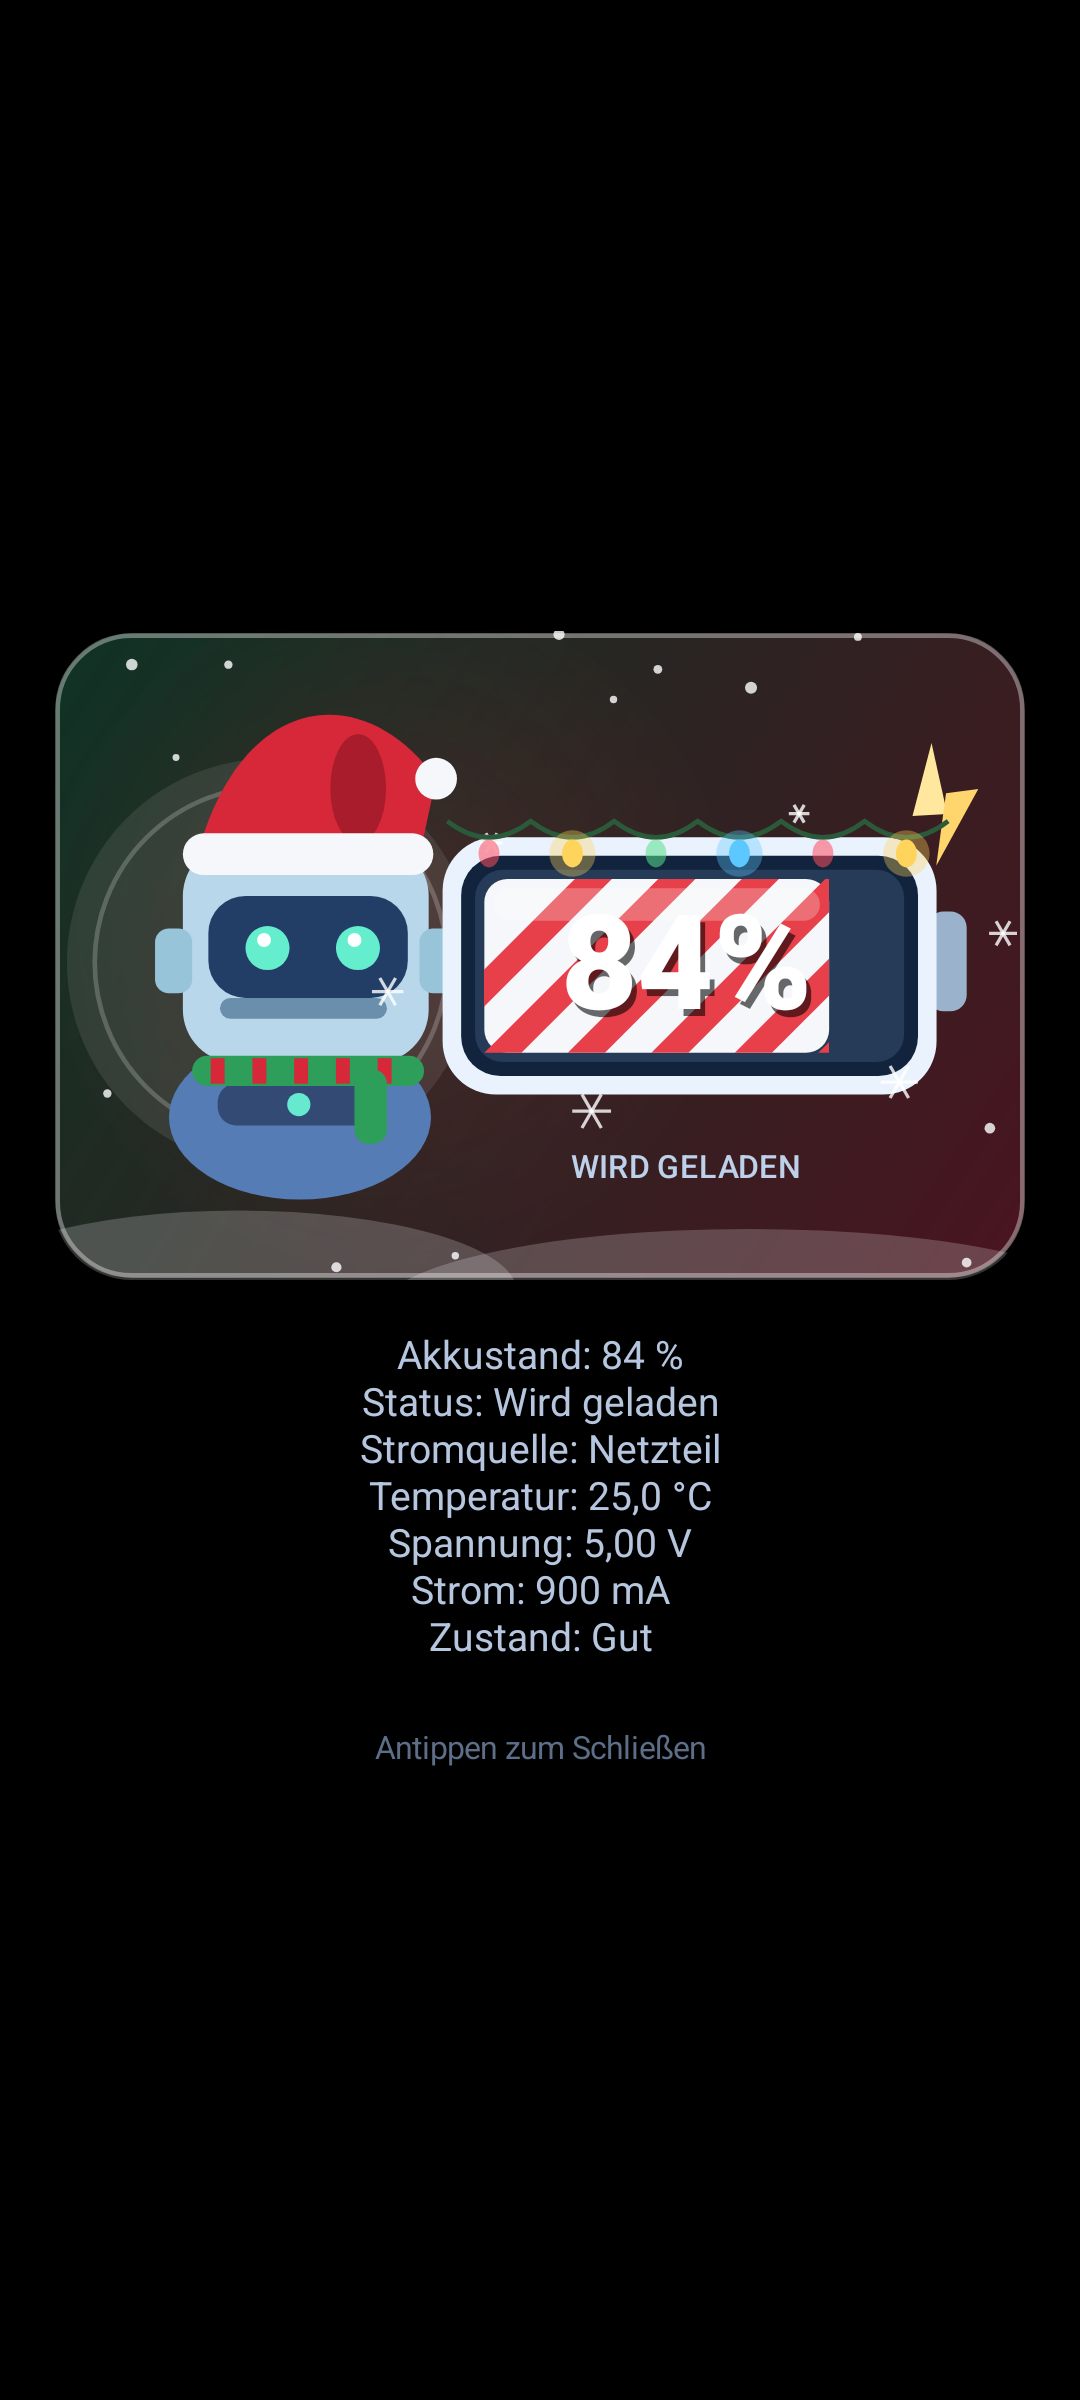 84%
WIRD GELADEN
Akkustand: 84 %
Status: Wird geladen
Stromquelle: Netzteil
Temperatur: 25,0 °C
Spannung: 5,00 V
Strom: 900 mA
Zustand: Gut
Antippen zum Schließen